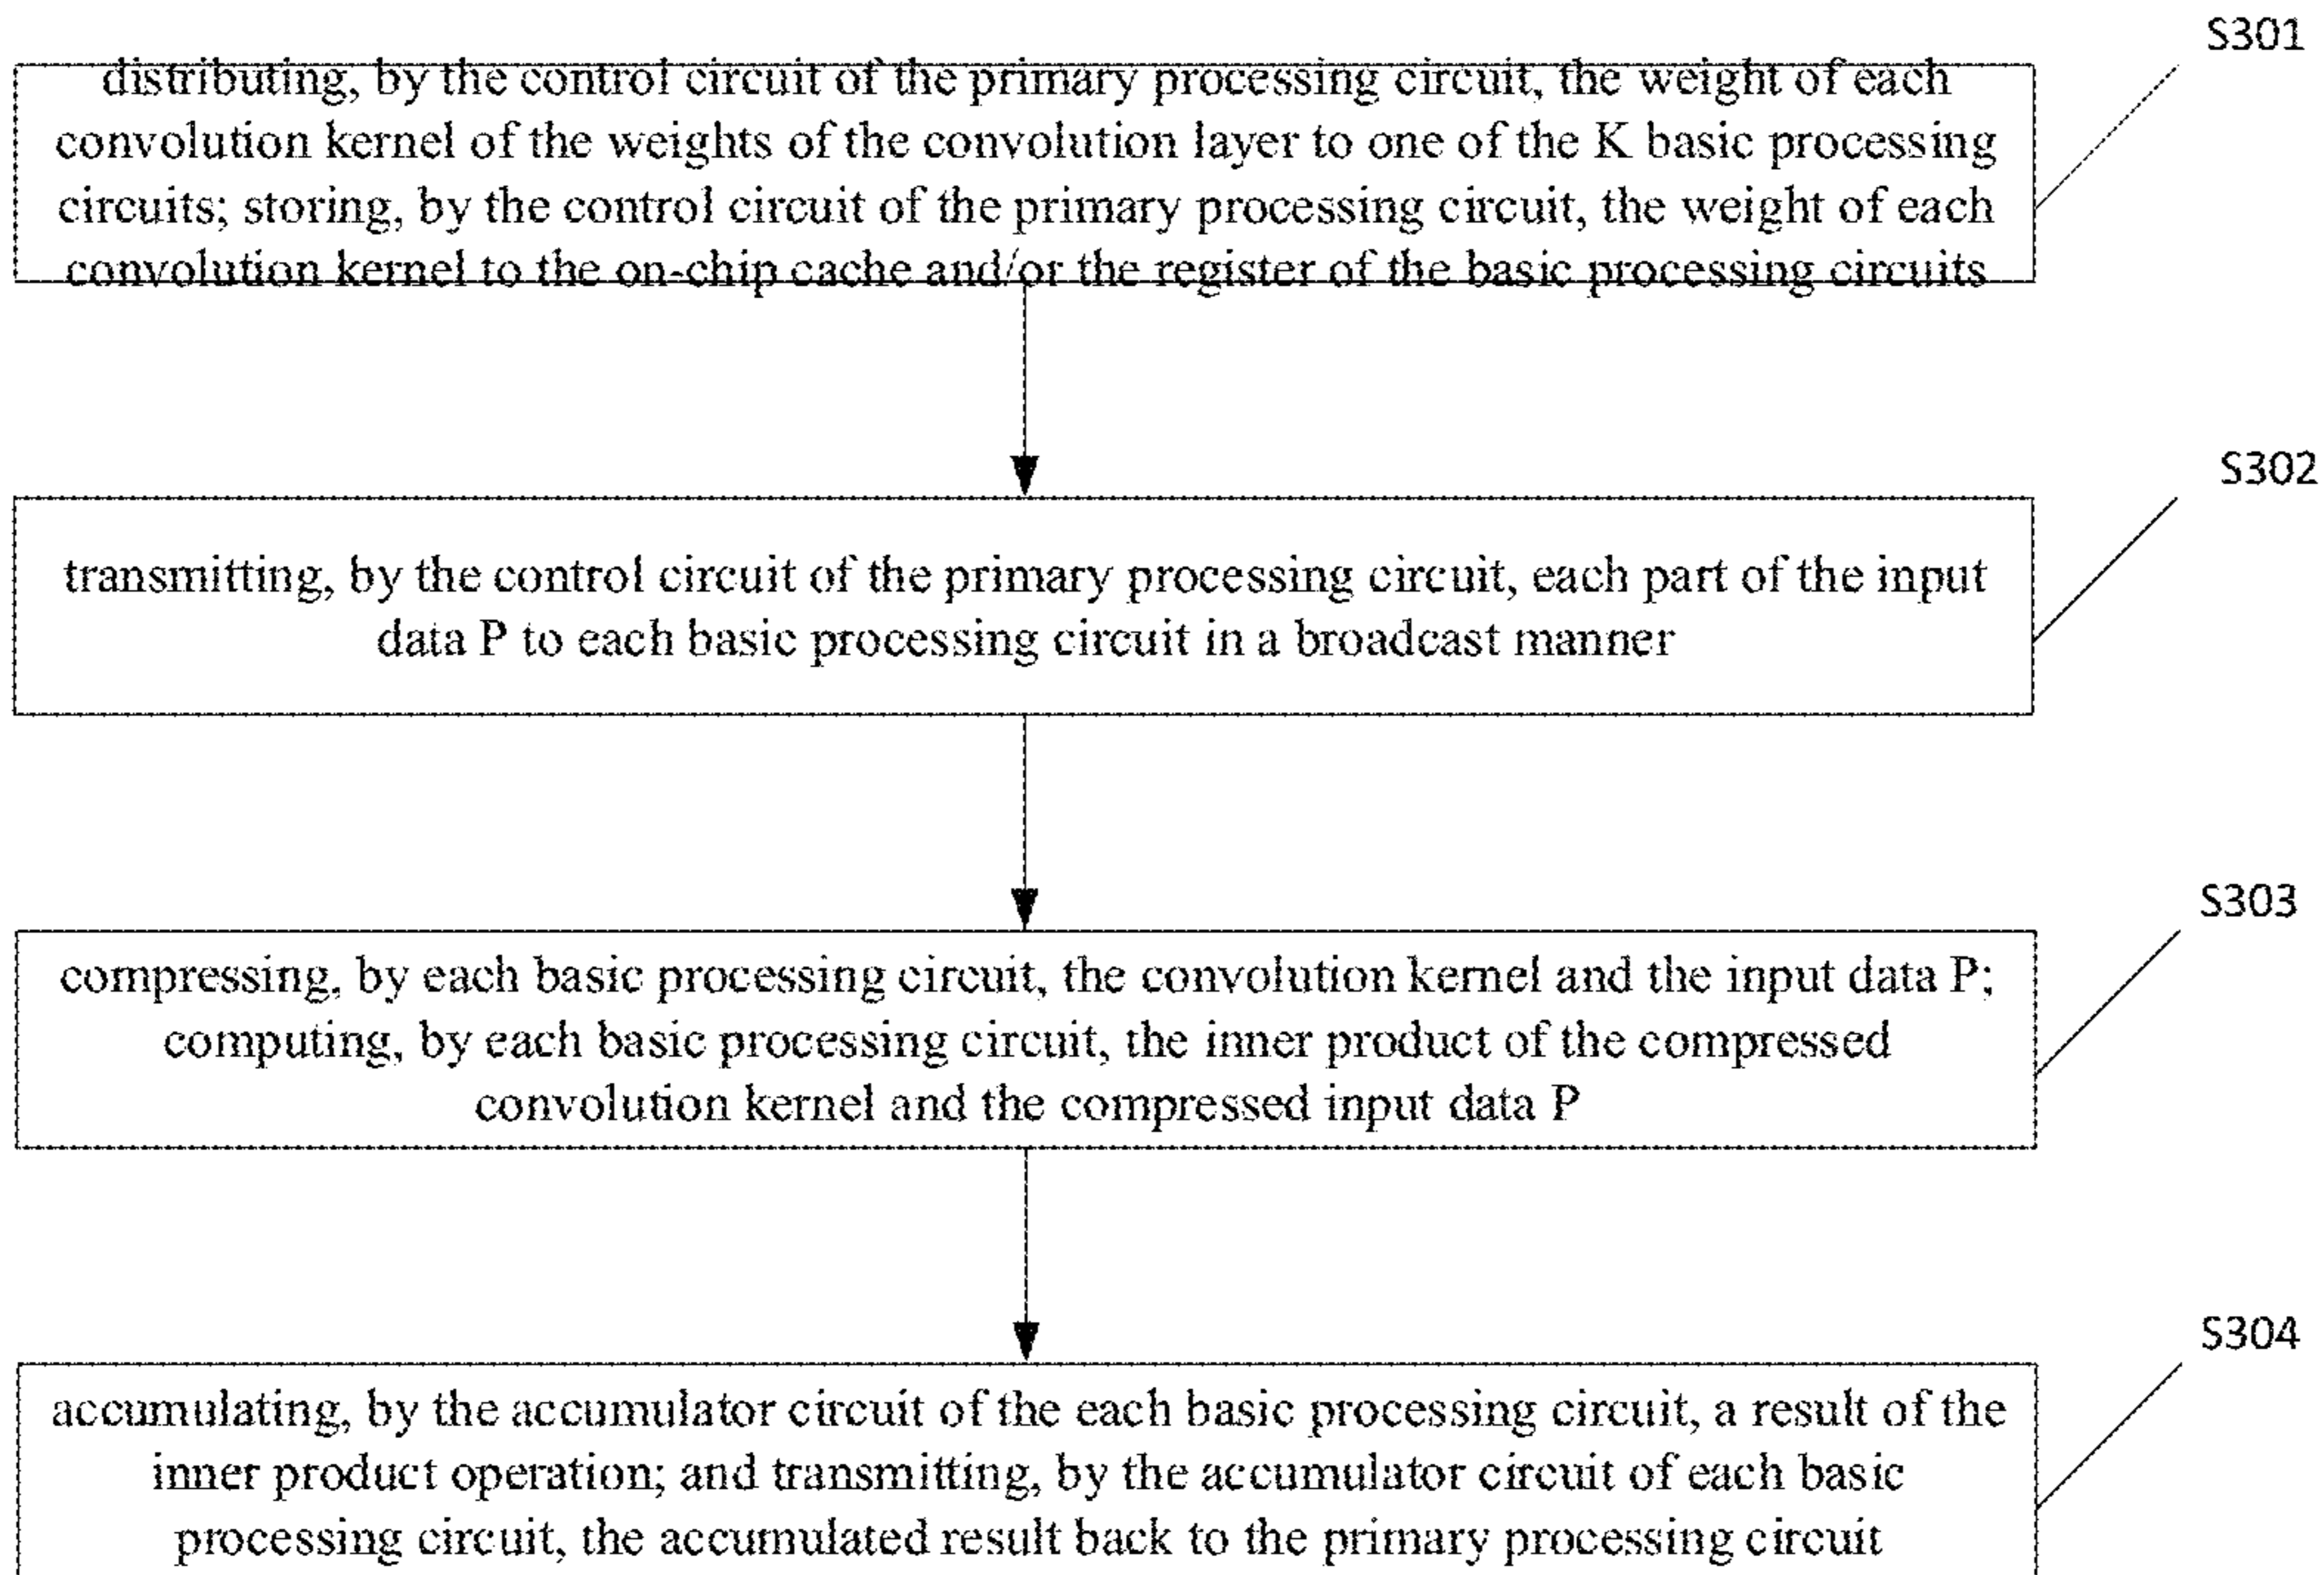 S301
distributing, by the control circuit of the primary processing circuit, the weight of each
convolution kernel of the weights of the convolution layer to one of the K basic processing
circuits; storing, by the control circuit of the primary processing circuit, the weight of each
convolution kernel to the on-chip cache and/or the register of the basic processing circuits
S302
transmitting, by the control circuit of the primary processing circuit, each part of the input
data P to each basic processing circuit in a broadcast manner
S303
compressing, by each basic processing circuit, the convolution kernel and the input data P;
computing, by each basic processing circuit, the inner product of the compressed
convolution kernel and the compressed input data P
S304
accumulating, by the accumulator circuit of the each basic processing circuit, a result of the
inner product operation; and transmitting, by the accumulator circuit of each basic
processing circuit, the accumulated result back to the primary processing circuit